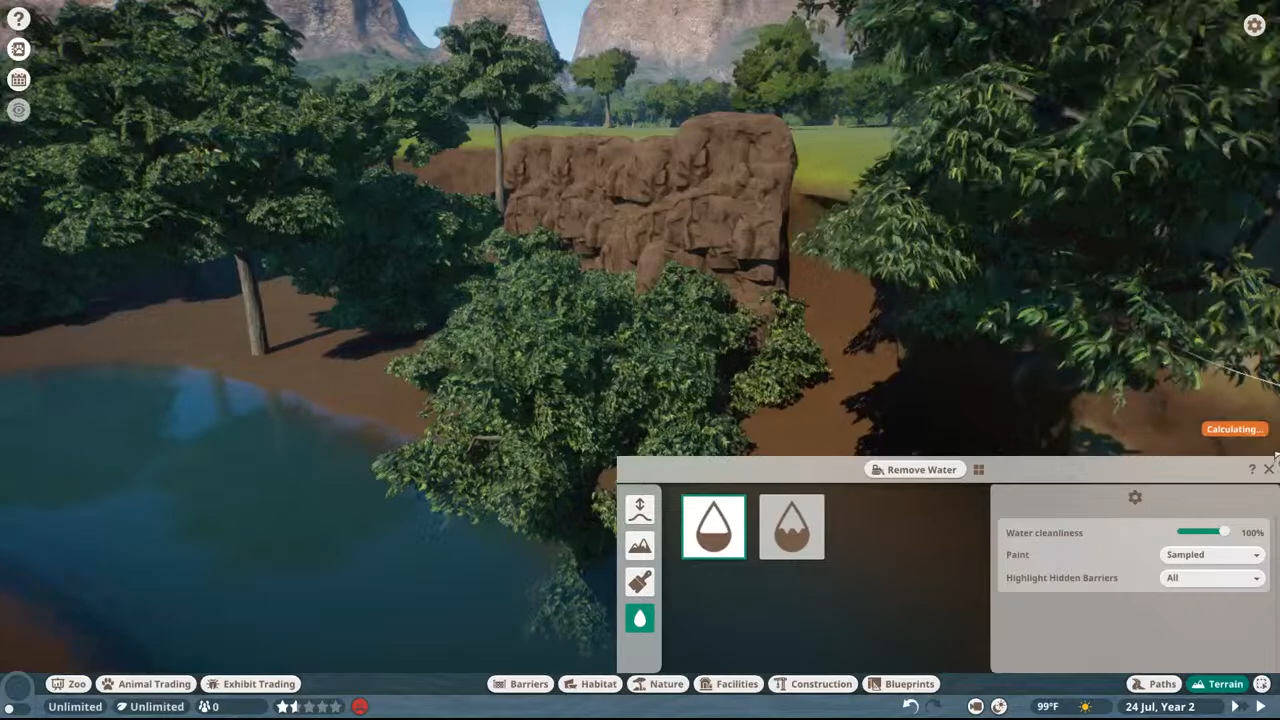 ?
Calculating...
Remove Water
?
Water cleanliness 100%
Paint Sampled
Highlight Hidden Barriers All
Zoo Animal Trading Exhibit Trading Barriers Habitat Nature Facilities Construction Blueprints Paths Terrain
Unlimited Unlimited 0 99°F 24 Jul, Year 2